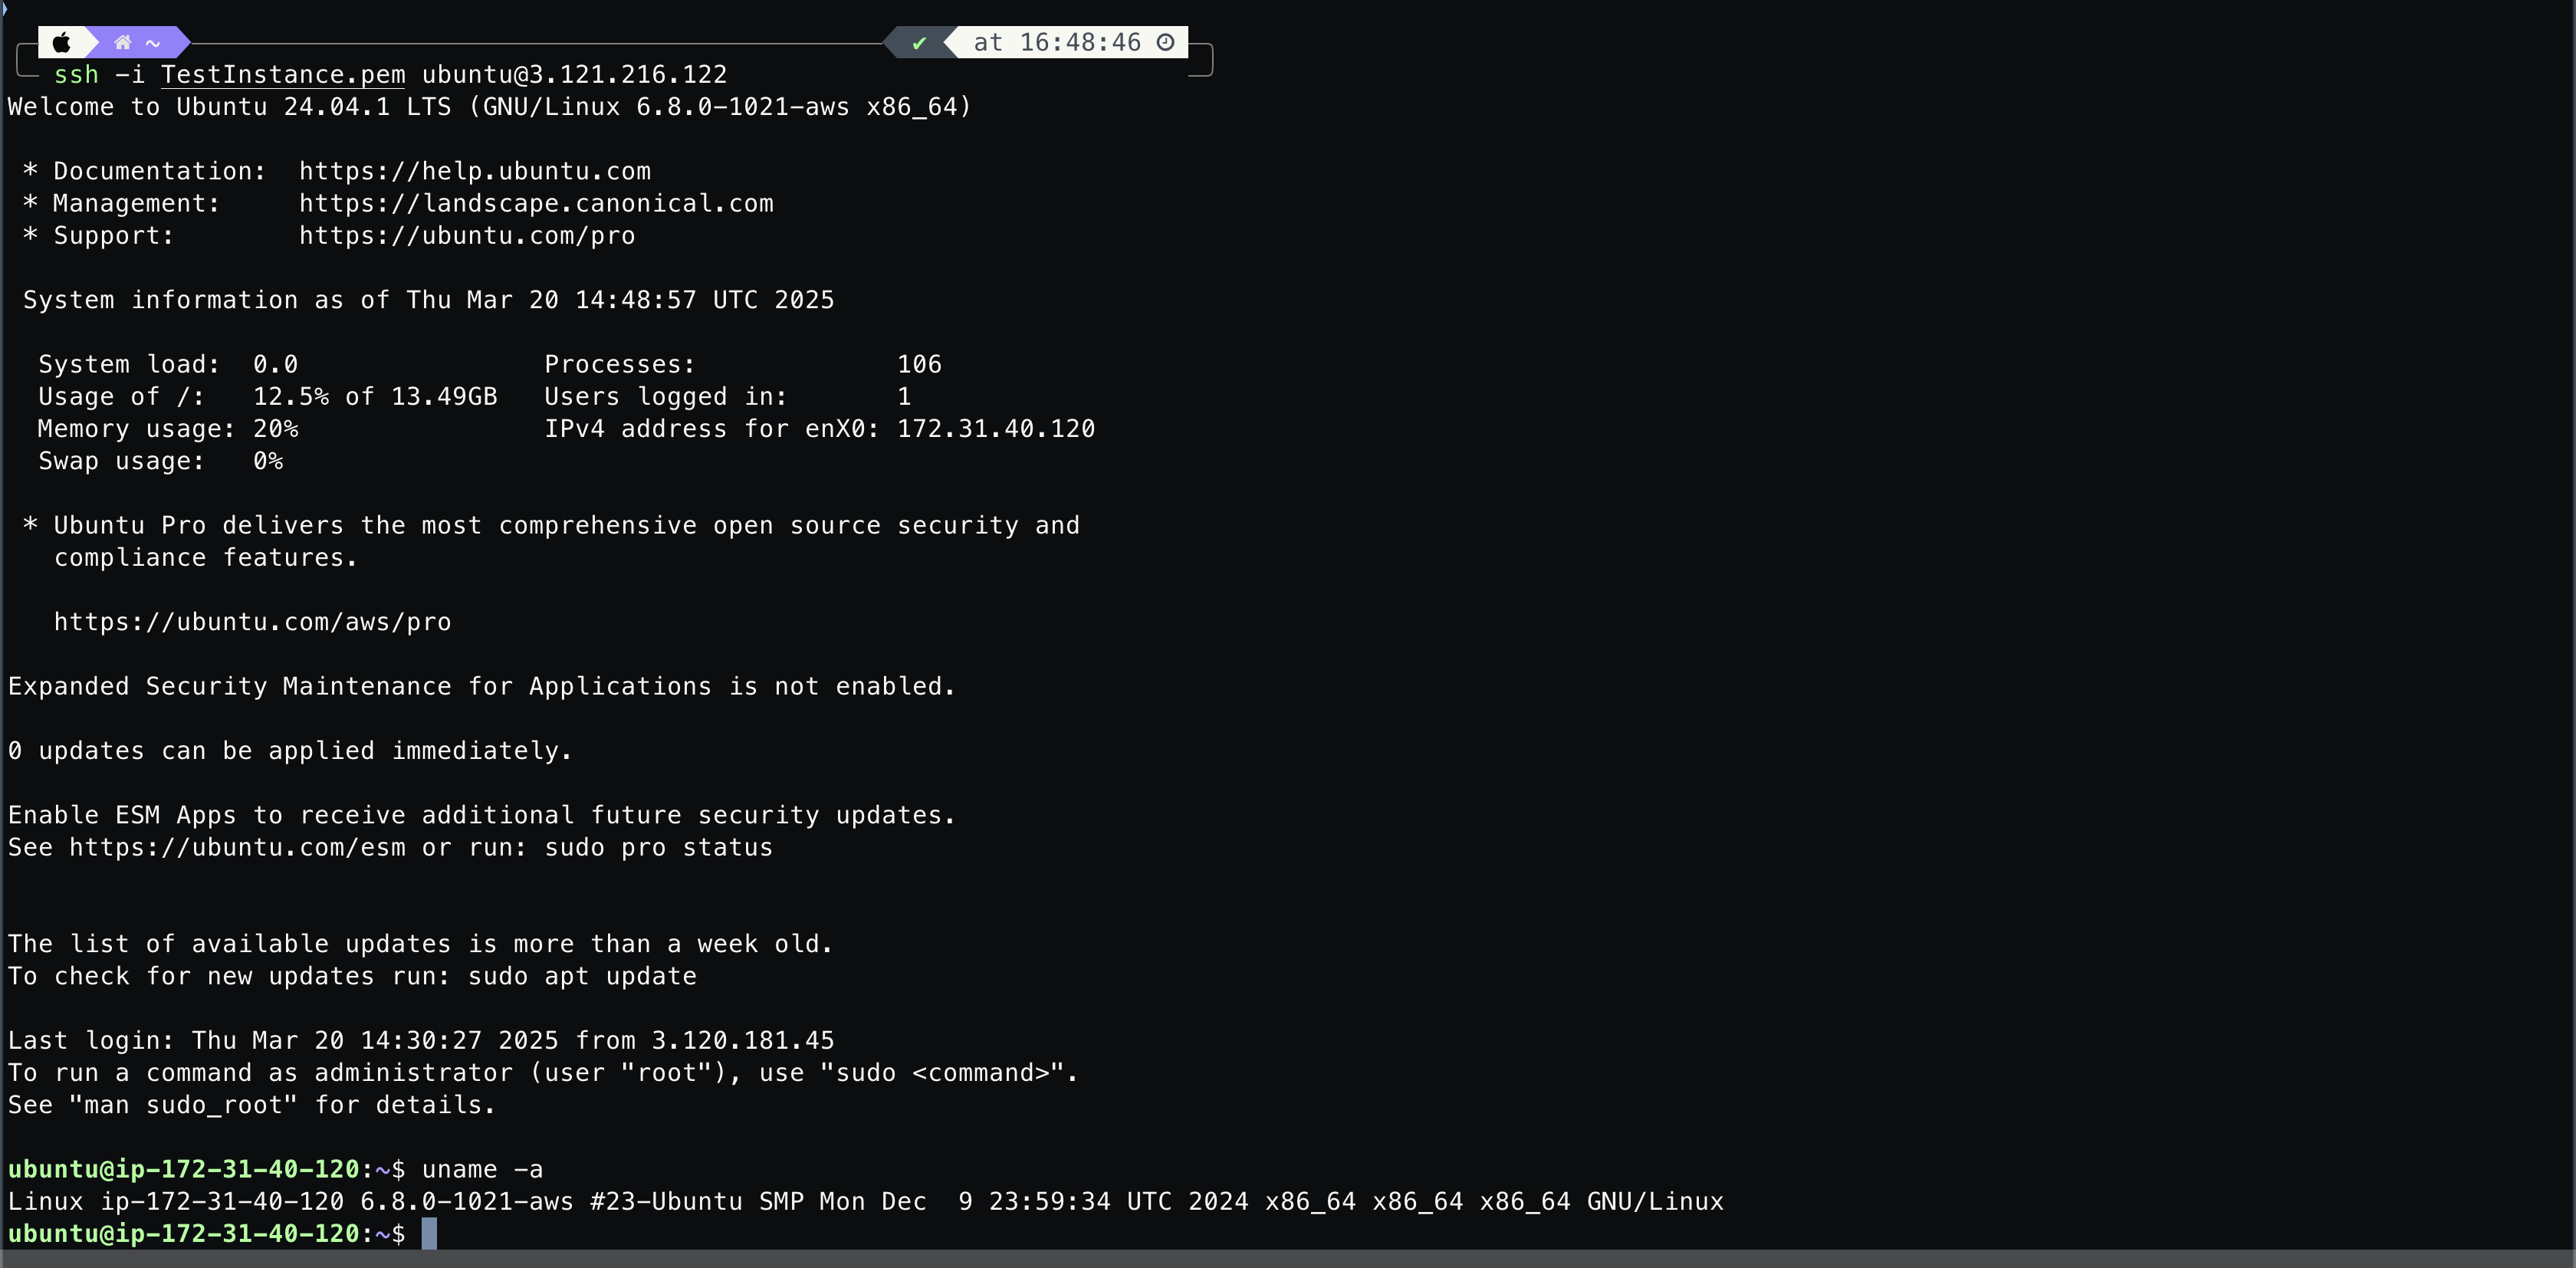 ~ ✔ at 16:48:46
ssh -i TestInstance.pem ubuntu@3.121.216.122
Welcome to Ubuntu 24.04.1 LTS (GNU/Linux 6.8.0-1021-aws x86_64)

 * Documentation:  https://help.ubuntu.com
 * Management:     https://landscape.canonical.com
 * Support:        https://ubuntu.com/pro

 System information as of Thu Mar 20 14:48:57 UTC 2025

  System load:  0.0                Processes:             106
  Usage of /:   12.5% of 13.49GB   Users logged in:       1
  Memory usage: 20%                IPv4 address for enX0: 172.31.40.120
  Swap usage:   0%

 * Ubuntu Pro delivers the most comprehensive open source security and
   compliance features.

   https://ubuntu.com/aws/pro

Expanded Security Maintenance for Applications is not enabled.

0 updates can be applied immediately.

Enable ESM Apps to receive additional future security updates.
See https://ubuntu.com/esm or run: sudo pro status


The list of available updates is more than a week old.
To check for new updates run: sudo apt update

Last login: Thu Mar 20 14:30:27 2025 from 3.120.181.45
To run a command as administrator (user "root"), use "sudo <command>".
See "man sudo_root" for details.

ubuntu@ip-172-31-40-120:~$ uname -a
Linux ip-172-31-40-120 6.8.0-1021-aws #23-Ubuntu SMP Mon Dec  9 23:59:34 UTC 2024 x86_64 x86_64 x86_64 GNU/Linux
ubuntu@ip-172-31-40-120:~$